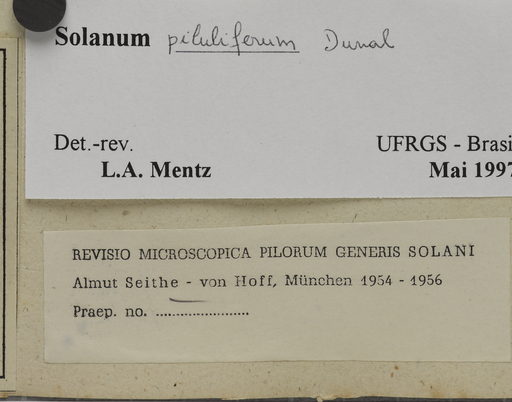 Solanum piluliferum Dunal
Det.-rev. UFRGS - Brasi
L.A. Mentz Mai 1997
REVISIO MICROSCOPICA PILORUM GENERIS SOLANI
Almut Seithe - von Hoff, München 1954 - 1956
Praep. no. ........................